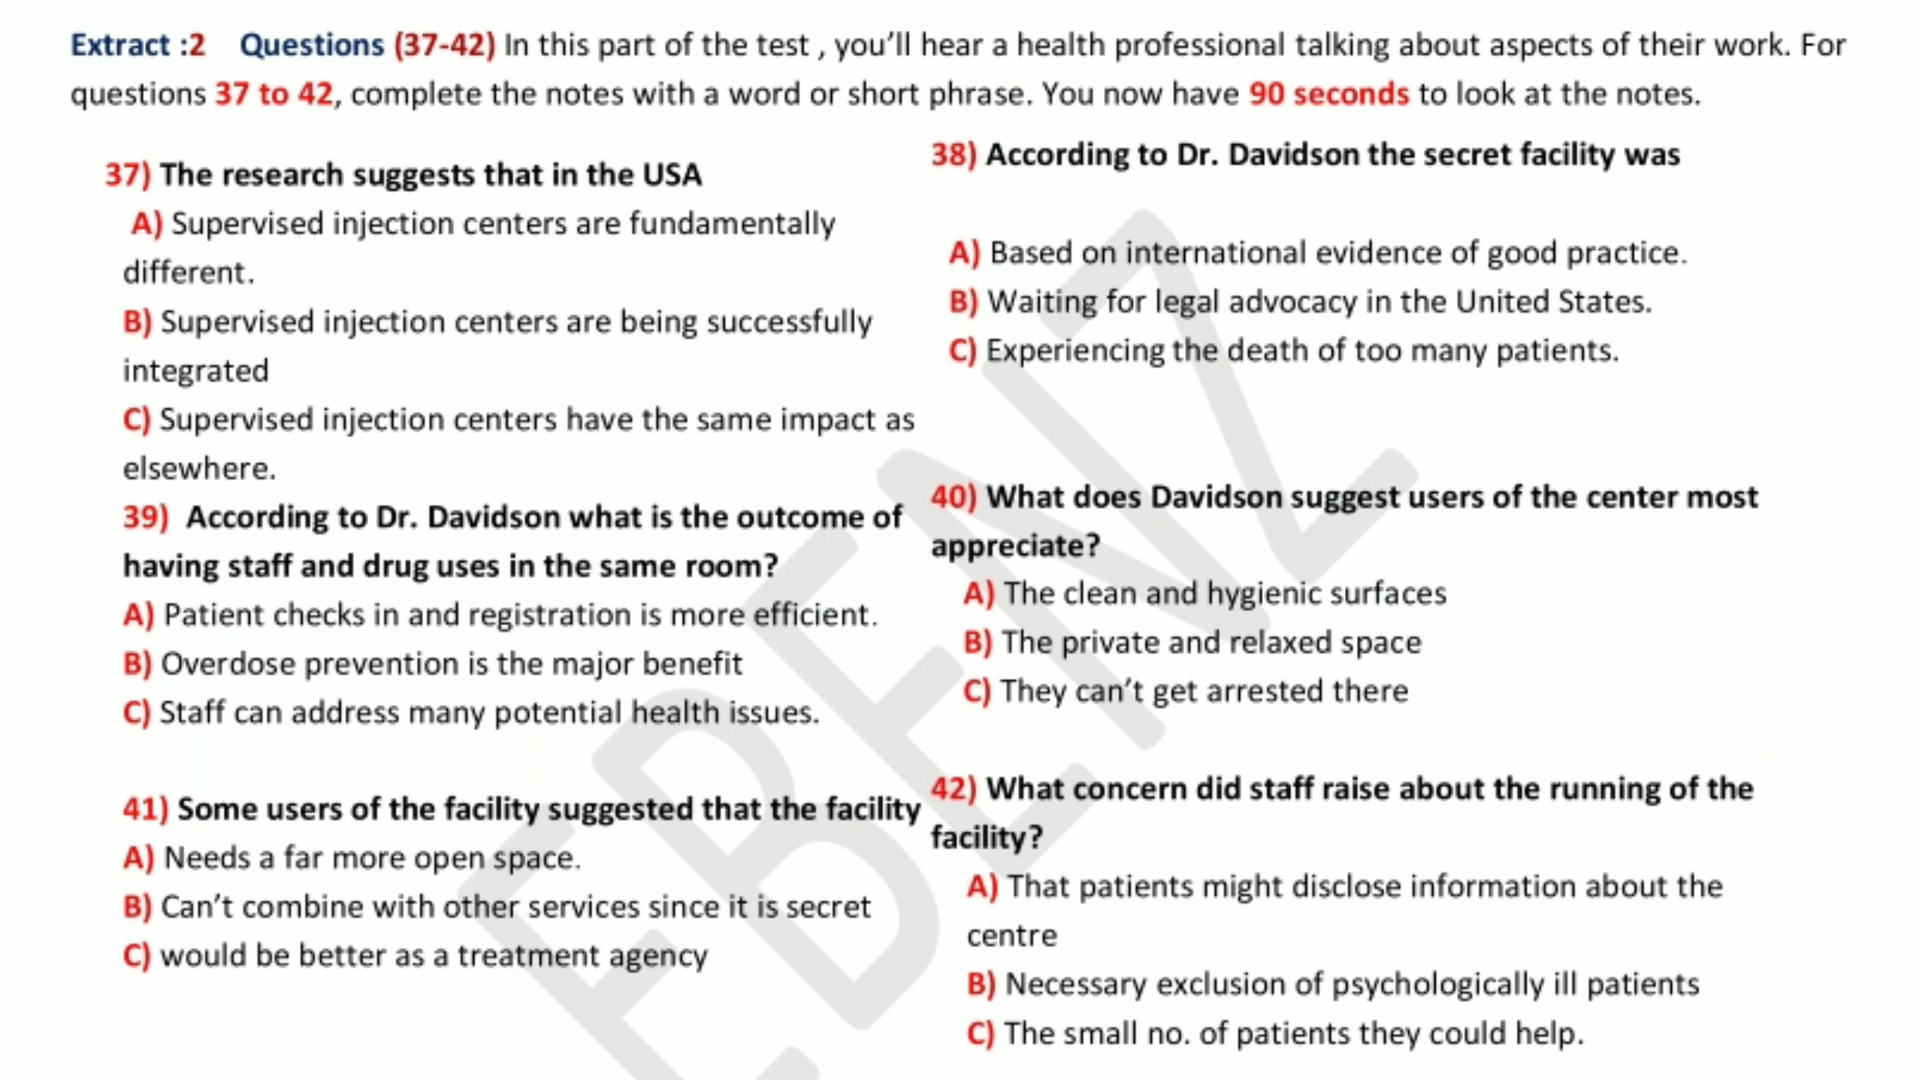 Extract :2 Questions (37-42) In this part of the test , you’ll hear a health professional talking about aspects of their work. For
questions 37 to 42, complete the notes with a word or short phrase. You now have 90 seconds to look at the notes.
37) The research suggests that in the USA
A) Supervised injection centers are fundamentally
different.
B) Supervised injection centers are being successfully
integrated
C) Supervised injection centers have the same impact as
elsewhere.
38) According to Dr. Davidson the secret facility was
A) Based on international evidence of good practice.
B) Waiting for legal advocacy in the United States.
C) Experiencing the death of too many patients.
39) According to Dr. Davidson what is the outcome of
having staff and drug uses in the same room?
A) Patient checks in and registration is more efficient.
B) Overdose prevention is the major benefit
C) Staff can address many potential health issues.
40) What does Davidson suggest users of the center most
appreciate?
A) The clean and hygienic surfaces
B) The private and relaxed space
C) They can’t get arrested there
41) Some users of the facility suggested that the facility
A) Needs a far more open space.
B) Can’t combine with other services since it is secret
C) would be better as a treatment agency
42) What concern did staff raise about the running of the
facility?
A) That patients might disclose information about the
centre
B) Necessary exclusion of psychologically ill patients
C) The small no. of patients they could help.
EBENZ